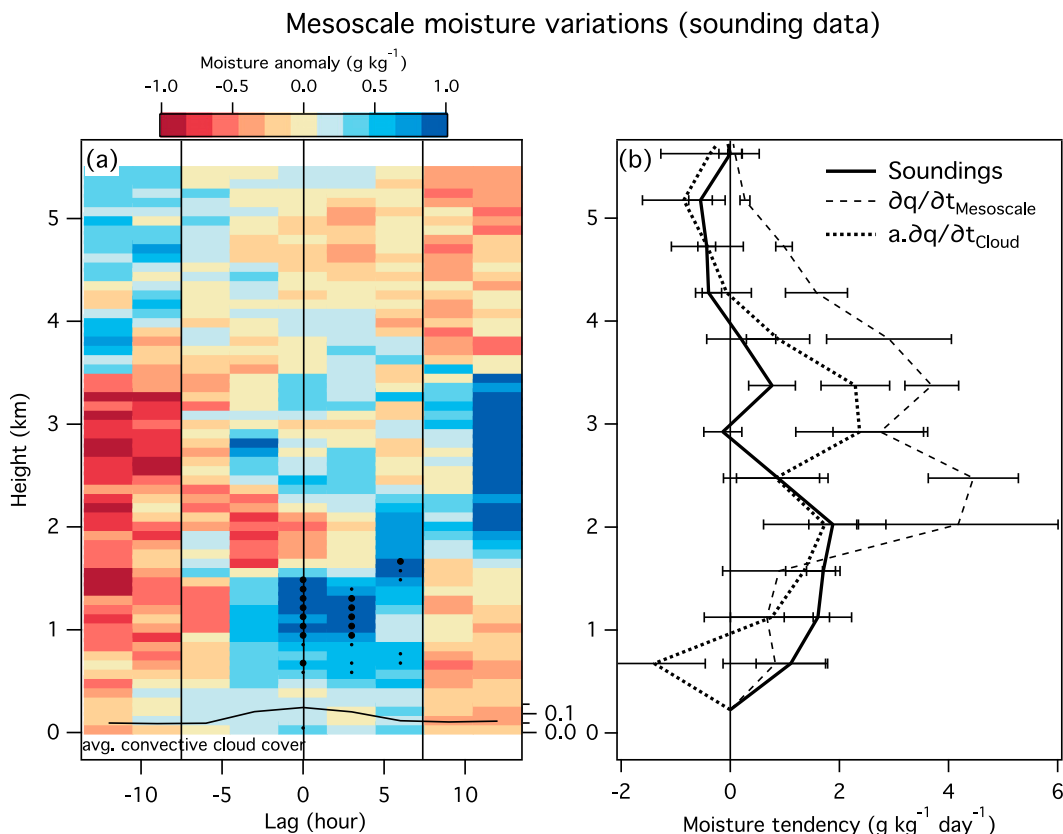 Mesoscale moisture variations (sounding data)
Moisture anomaly (g kg⁻¹)
-1.0 -0.5 0.0 0.5 1.0
(a)
5
4
3
2
1
0
Height (km)
0.1
0.0
avg. convective cloud cover
-10 -5 0 5 10
Lag (hour)
(b)
Soundings
∂q/∂t Mesoscale
a.∂q/∂t Cloud
5
4
3
2
1
0
-2 0 2 4 6
Moisture tendency (g kg⁻¹ day⁻¹)